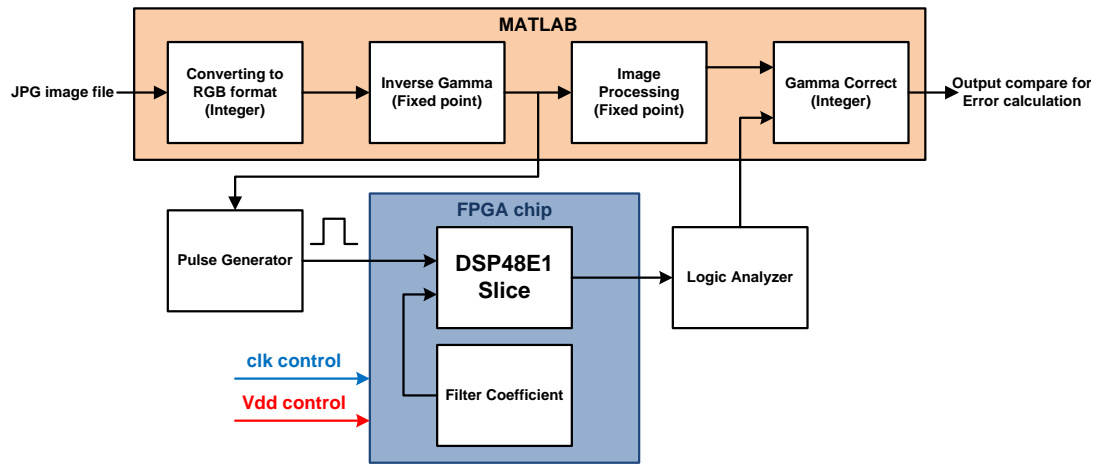 MATLAB
JPG image file
Converting to
RGB format
(Integer)
Inverse Gamma
(Fixed point)
Image
Processing
(Fixed point)
Gamma Correct
(Integer)
Output compare for
Error calculation
Pulse Generator
FPGA chip
DSP48E1
Slice
Logic Analyzer
clk control
Vdd control
Filter Coefficient